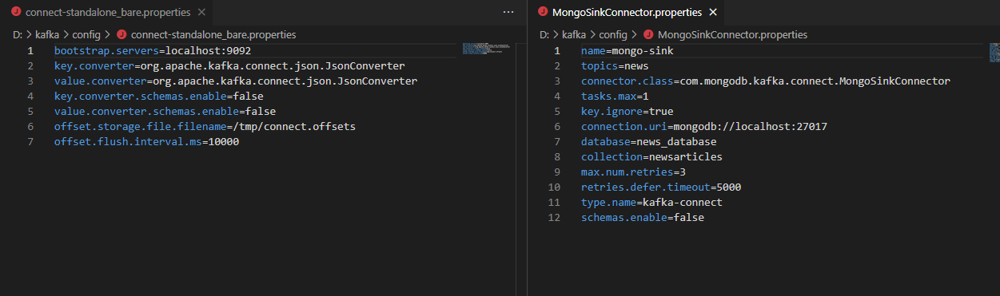 connect-standalone_bare.properties
D: > kafka > config > connect-standalone_bare.properties
1 bootstrap.servers=localhost:9092
2 key.converter=org.apache.kafka.connect.json.JsonConverter
3 value.converter=org.apache.kafka.connect.json.JsonConverter
4 key.converter.schemas.enable=false
5 value.converter.schemas.enable=false
6 offset.storage.file.filename=/tmp/connect.offsets
7 offset.flush.interval.ms=10000
MongoSinkConnector.properties
D: > kafka > config > MongoSinkConnector.properties
1 name=mongo-sink
2 topics=news
3 connector.class=com.mongodb.kafka.connect.MongoSinkConnector
4 tasks.max=1
5 key.ignore=true
6 connection.uri=mongodb://localhost:27017
7 database=news_database
8 collection=newsarticles
9 max.num.retries=3
10 retries.defer.timeout=5000
11 type.name=kafka-connect
12 schemas.enable=false